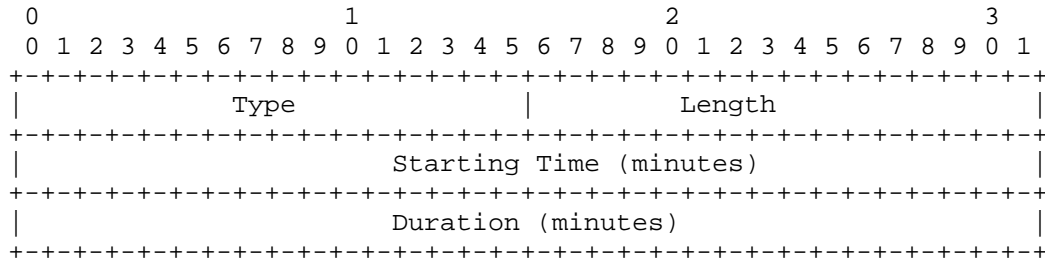 0                   1                   2                   3
 0 1 2 3 4 5 6 7 8 9 0 1 2 3 4 5 6 7 8 9 0 1 2 3 4 5 6 7 8 9 0 1
+-+-+-+-+-+-+-+-+-+-+-+-+-+-+-+-+-+-+-+-+-+-+-+-+-+-+-+-+-+-+-+-+
|             Type              |         Length                |
+-+-+-+-+-+-+-+-+-+-+-+-+-+-+-+-+-+-+-+-+-+-+-+-+-+-+-+-+-+-+-+-+
|                       Starting Time (minutes)                 |
+-+-+-+-+-+-+-+-+-+-+-+-+-+-+-+-+-+-+-+-+-+-+-+-+-+-+-+-+-+-+-+-+
|                       Duration (minutes)                      |
+-+-+-+-+-+-+-+-+-+-+-+-+-+-+-+-+-+-+-+-+-+-+-+-+-+-+-+-+-+-+-+-+